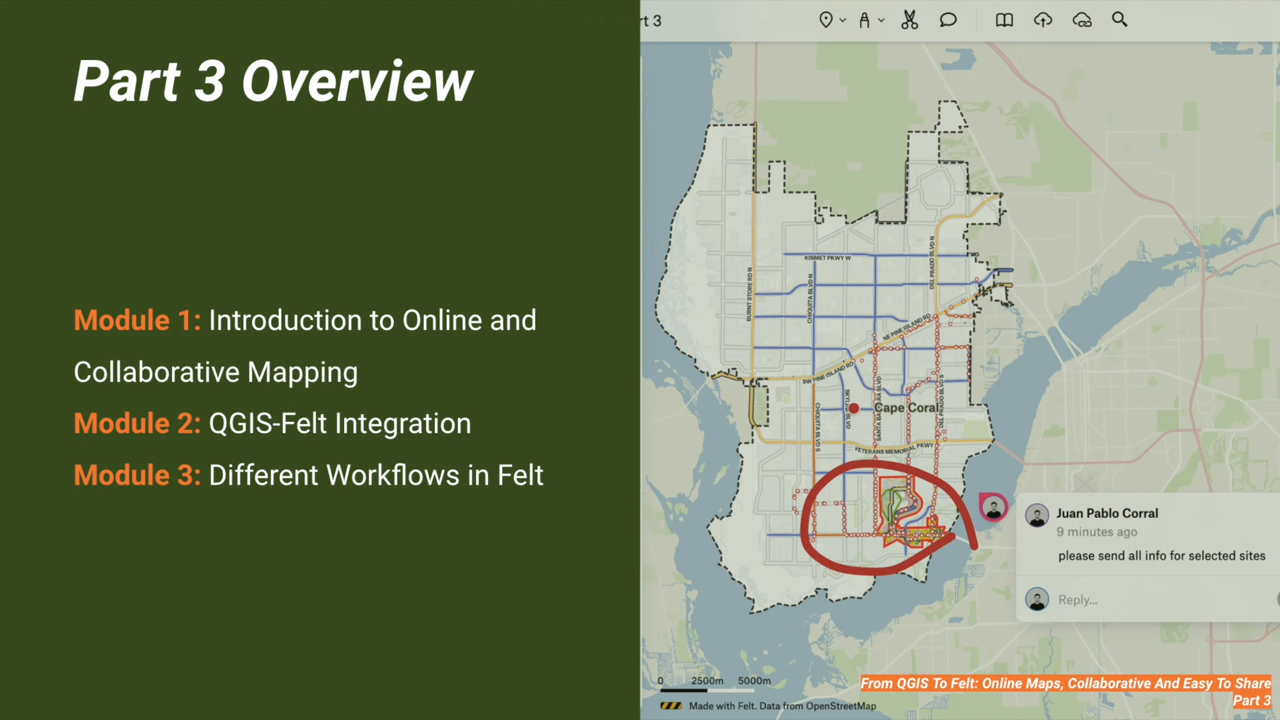 Part 3 Overview
Module 1: Introduction to Online and
Collaborative Mapping
Module 2: QGIS-Felt Integration
Module 3: Different Workflows in Felt
rt 3
KISMET PKWY W
DEL PRADO BLVD N
BURNT STORE RD N
CHIQUITA BLVD N
NE PINE ISLAND RD
SW PINE ISLAND RD
CHIQUITA BLVD S
SKYLINE BLVD
SANTA BARBARA BLVD
Cape Coral
DEL PRADO BLVD S
VETERANS MEMORIAL PKWY
Juan Pablo Corral
9 minutes ago
please send all info for selected sites
Reply...
0 2500m 5000m
Made with Felt. Data from OpenStreetMap
From QGIS To Felt: Online Maps, Collaborative And Easy To Share
Part 3